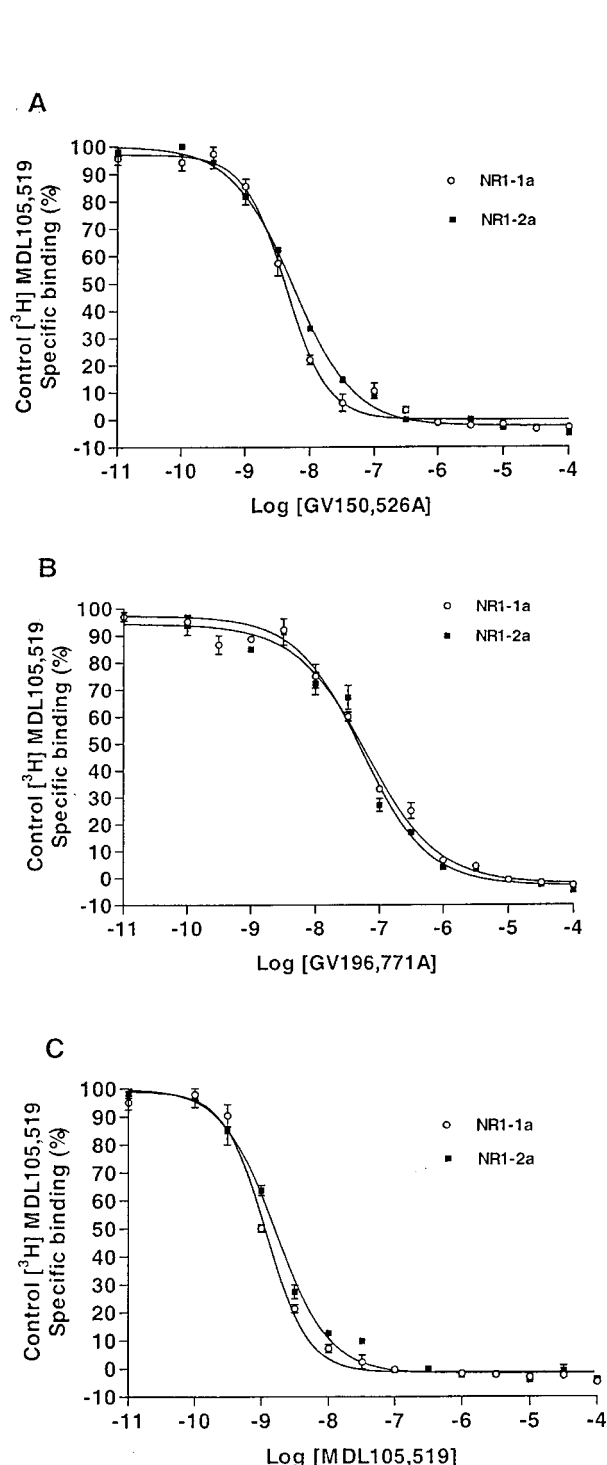 A
Control [³H] MDL105,519
Specific binding (%)
100
90
80
70
60
50
40
30
20
10
0
-10
-11 -10 -9 -8 -7 -6 -5 -4
Log [GV150,526A]
NR1-1a
NR1-2a
B
Control [³H] MDL105,519
Specific binding (%)
100
90
80
70
60
50
40
30
20
10
0
-10
-11 -10 -9 -8 -7 -6 -5 -4
Log [GV196,771A]
NR1-1a
NR1-2a
C
Control [³H] MDL105,519
Specific binding (%)
100
90
80
70
60
50
40
30
20
10
0
-10
-11 -10 -9 -8 -7 -6 -5 -4
Log [MDL105,519]
NR1-1a
NR1-2a